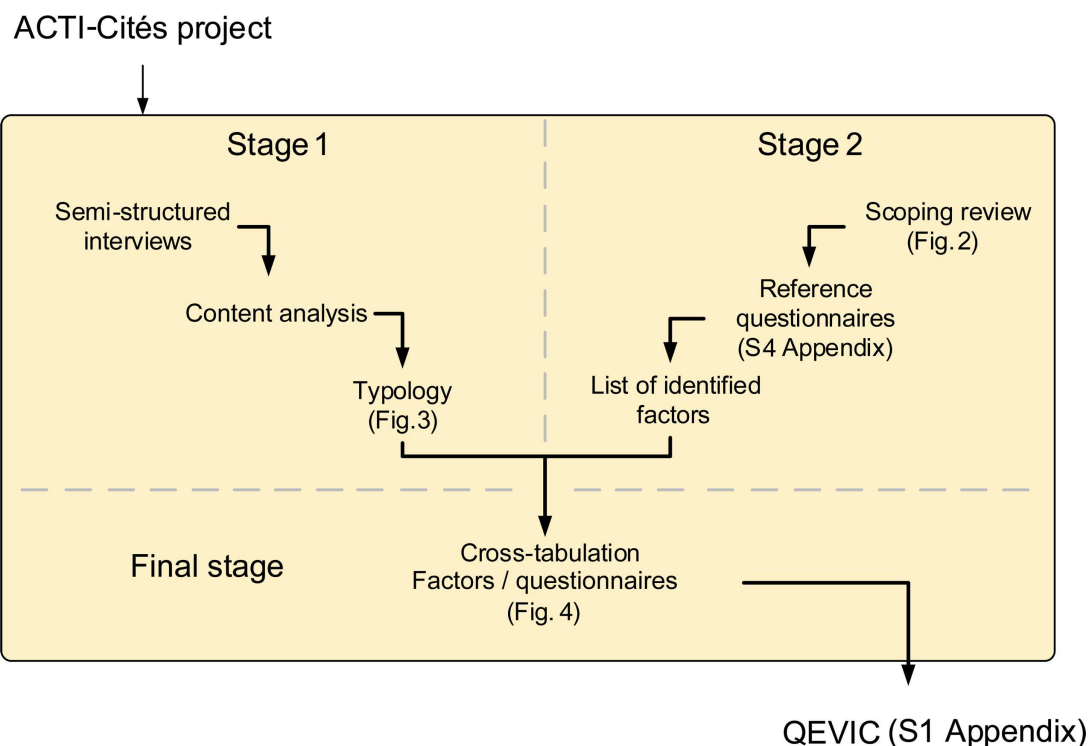 ACTI-Cités project
Stage 1
Semi-structured
interviews
Content analysis
Typology
(Fig.3)
Stage 2
Scoping review
(Fig. 2)
Reference
questionnaires
(S4 Appendix)
List of identified
factors
Final stage
Cross-tabulation
Factors / questionnaires
(Fig. 4)
QEVIC (S1 Appendix)